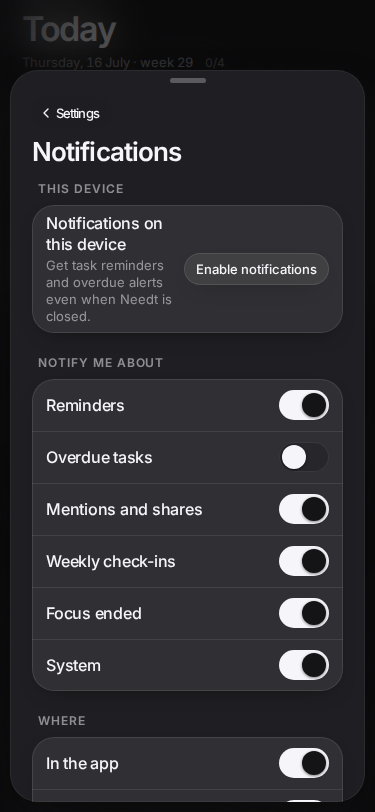 Today
Thursday, 16 July · week 29 0/4
Settings
Notifications
THIS DEVICE
Notifications on
this device
Get task reminders
and overdue alerts
even when Needt is
closed.
Enable notifications
NOTIFY ME ABOUT
Reminders
Overdue tasks
Mentions and shares
Weekly check-ins
Focus ended
System
WHERE
In the app